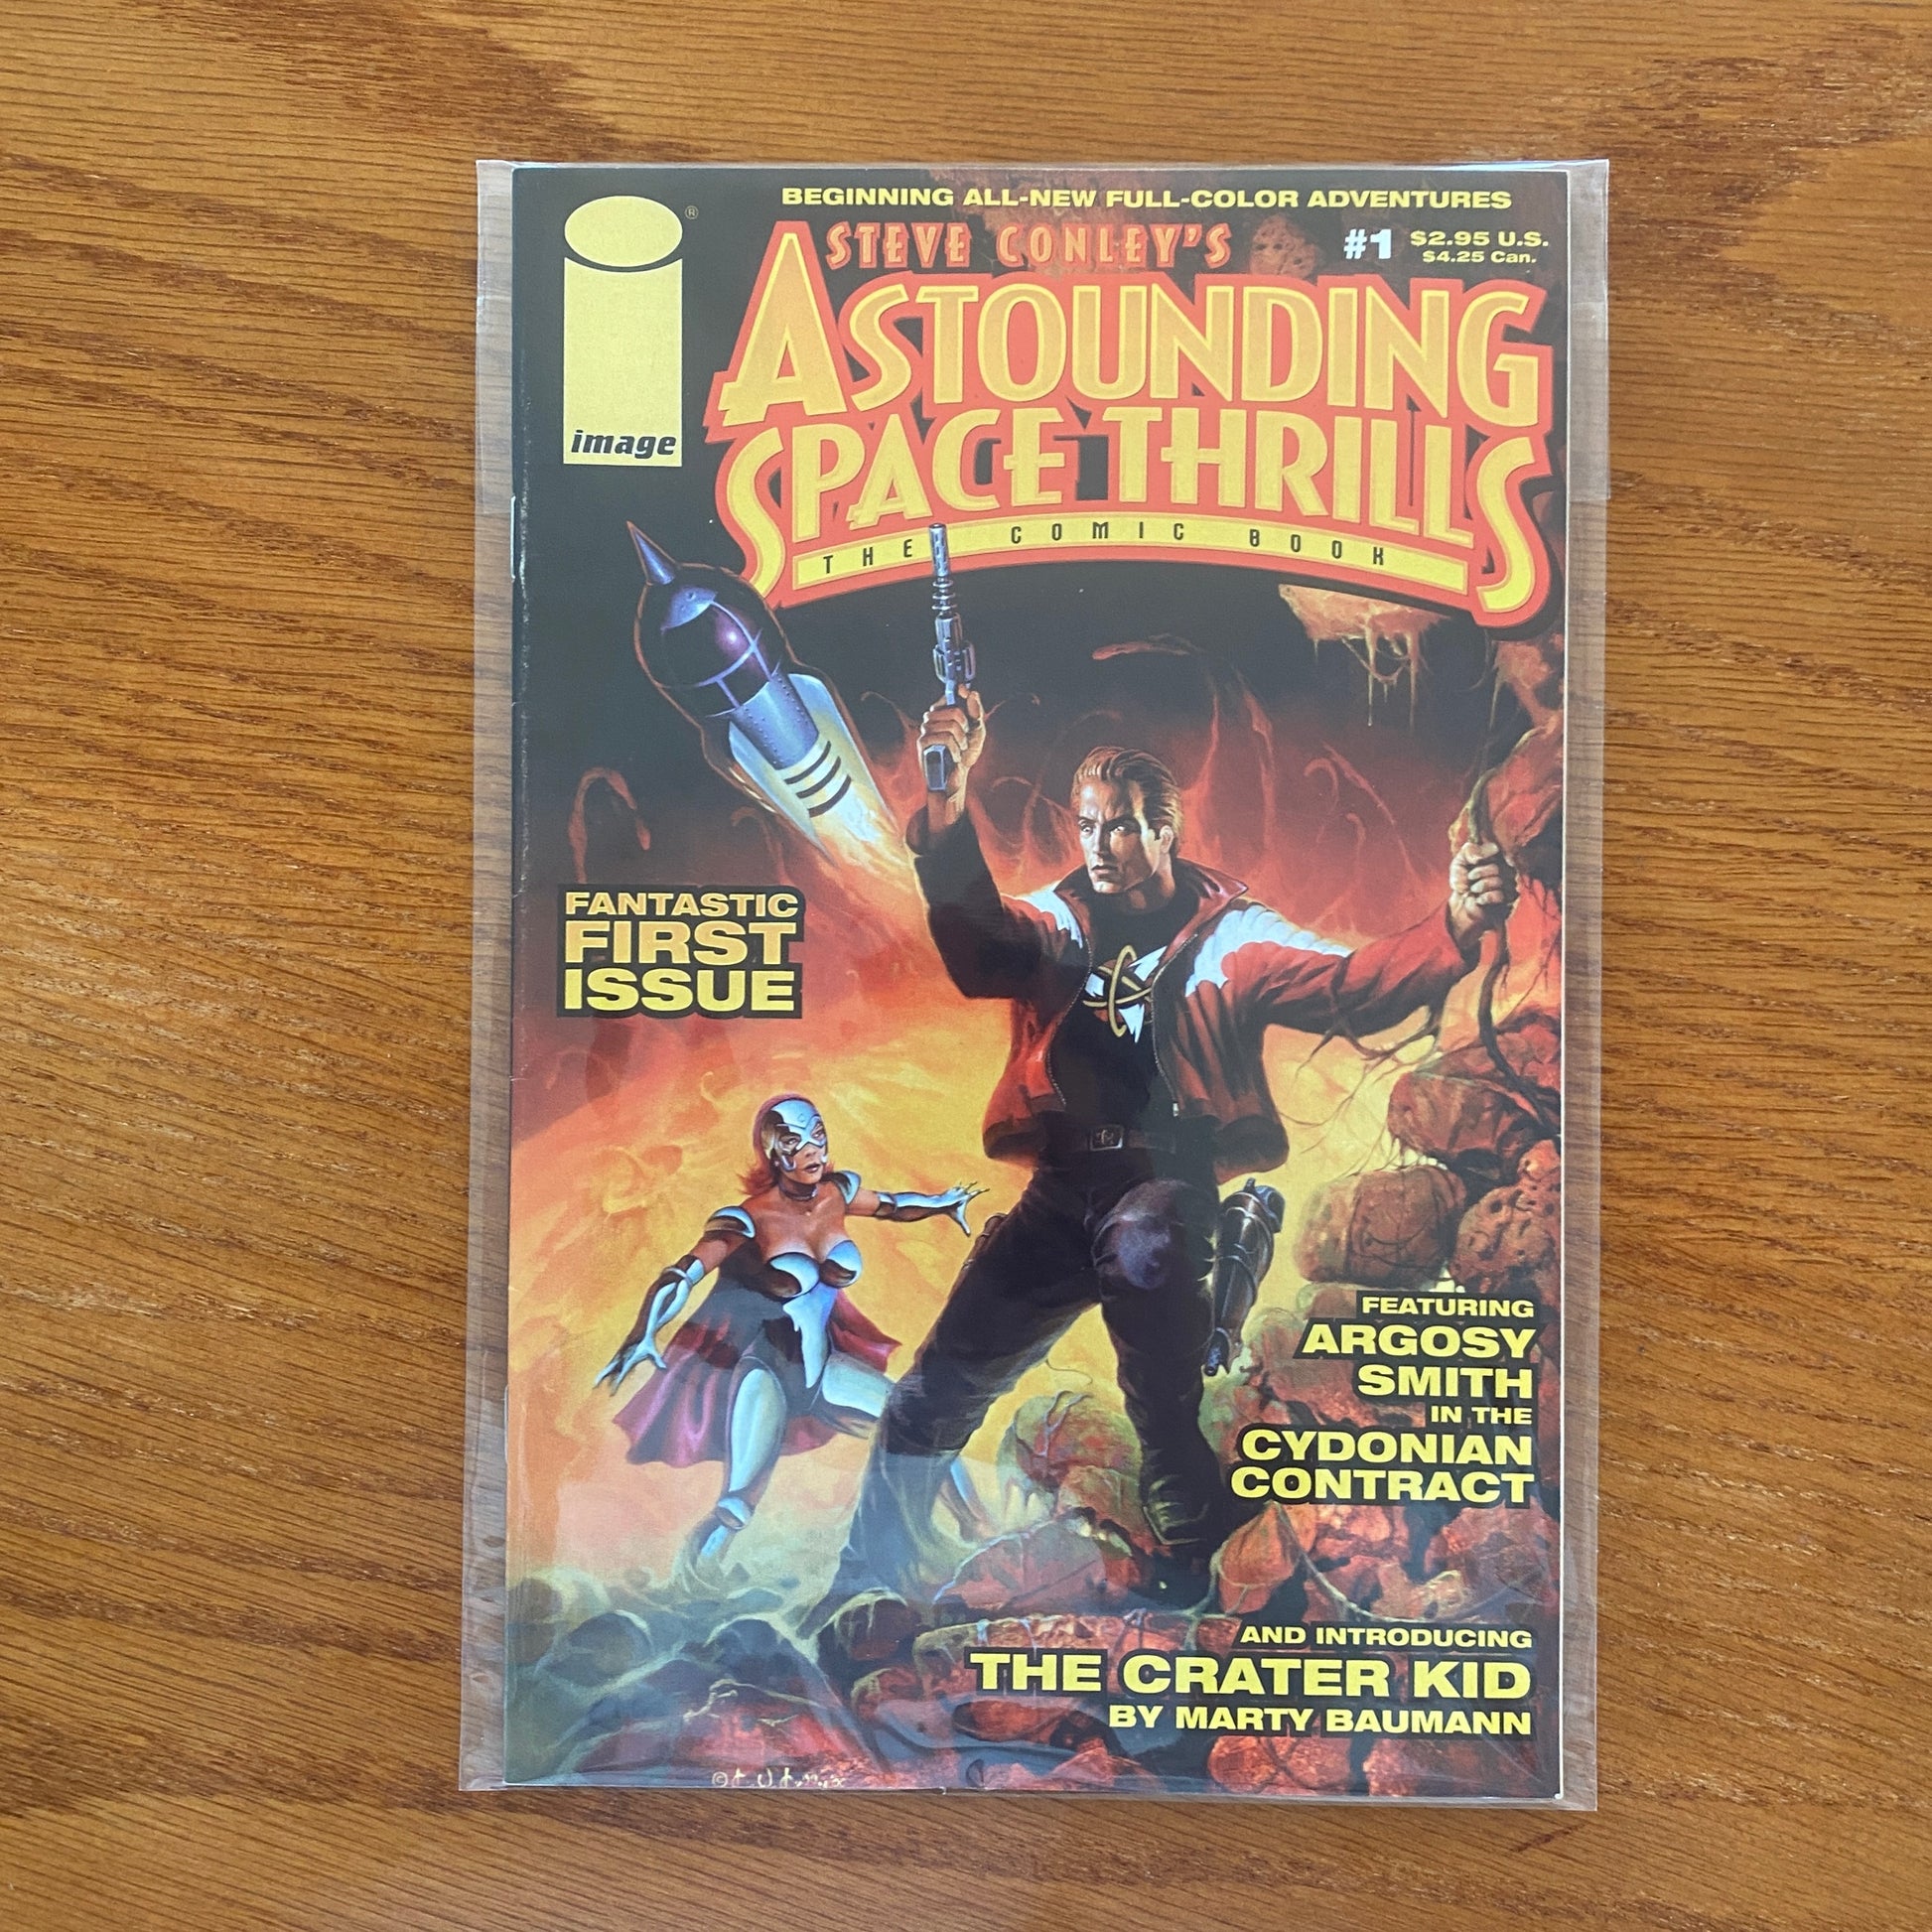 BEGINNING ALL-NEW FULL-COLOR ADVENTURES
®
STEVE CONLEY'S
#1 $2.95 U.S.
$4.25 Can.
ASTOUNDING
SPACE THRILLS
THE COMIC BOOK
image
FANTASTIC
FIRST
ISSUE
FEATURING
ARGOSY
SMITH
IN THE
CYDONIAN
CONTRACT
AND INTRODUCING
THE CRATER KID
BY MARTY BAUMANN